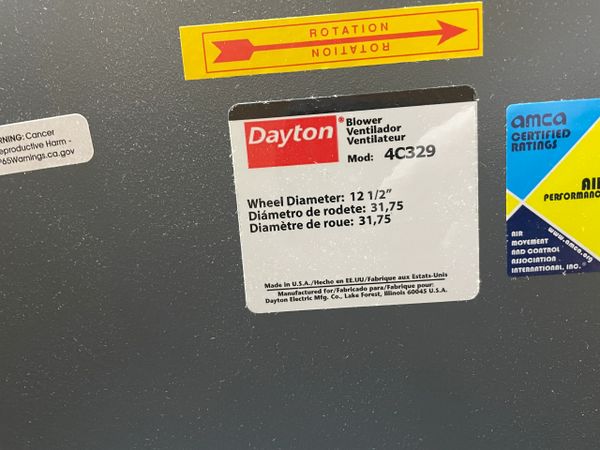 ROTATION
ROTATION
RNING: Cancer
eproductive Harm -
P65Warnings.ca.gov
Dayton®
Blower
Ventilador
Ventilateur
Mod: 4C329
Wheel Diameter: 12 1/2"
Diámetro de rodete: 31,75
Diamètre de roue: 31,75
Made in U.S.A./Hecho en EE.UU/Fabrique aux Estats-Unis
Manufactured for/Fabricado para/Fabrique pour:
Dayton Electric Mfg. Co., Lake Forest, Illinois 60045 U.S.A.
amca
CERTIFIED
RATINGS
AIR
PERFORMANC
www.amca.org
AIR
MOVEMENT
AND CONTROL
ASSOCIATION
INTERNATIONAL, INC.®